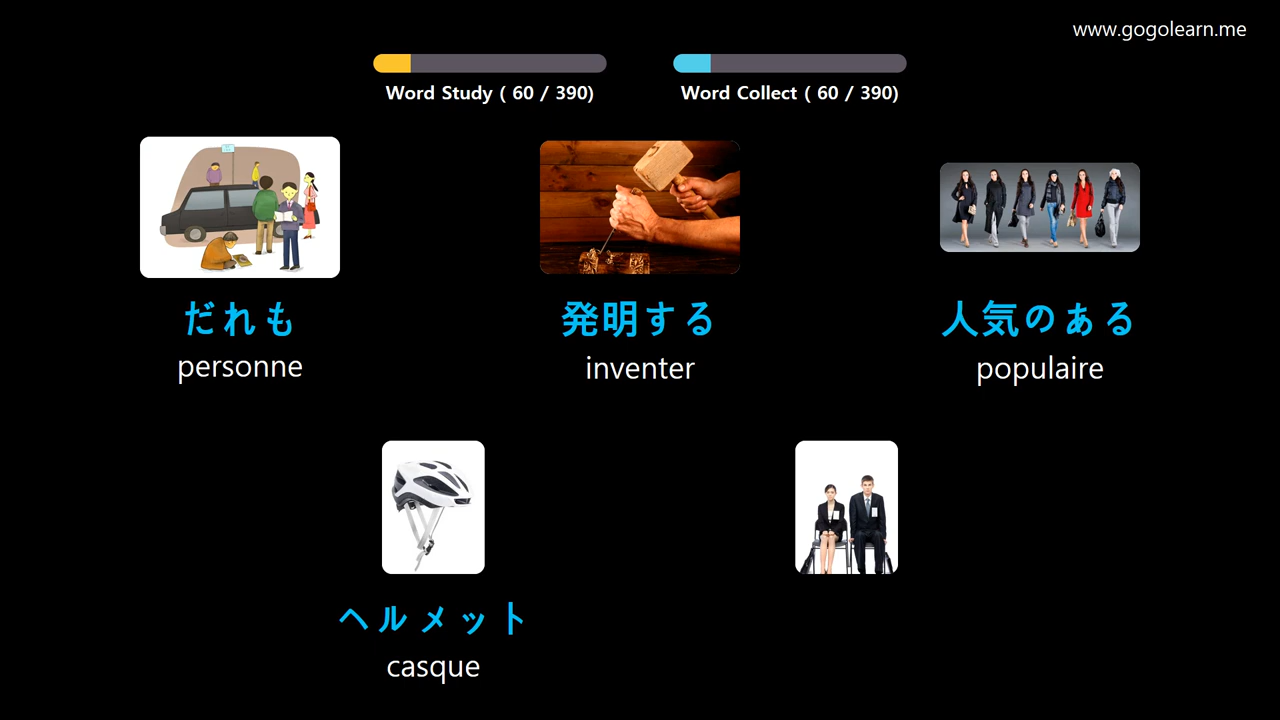 www.gogolearn.me
Word Study ( 60 / 390)
Word Collect ( 60 / 390)
だれも
personne
発明する
inventer
人気のある
populaire
ヘルメット
casque